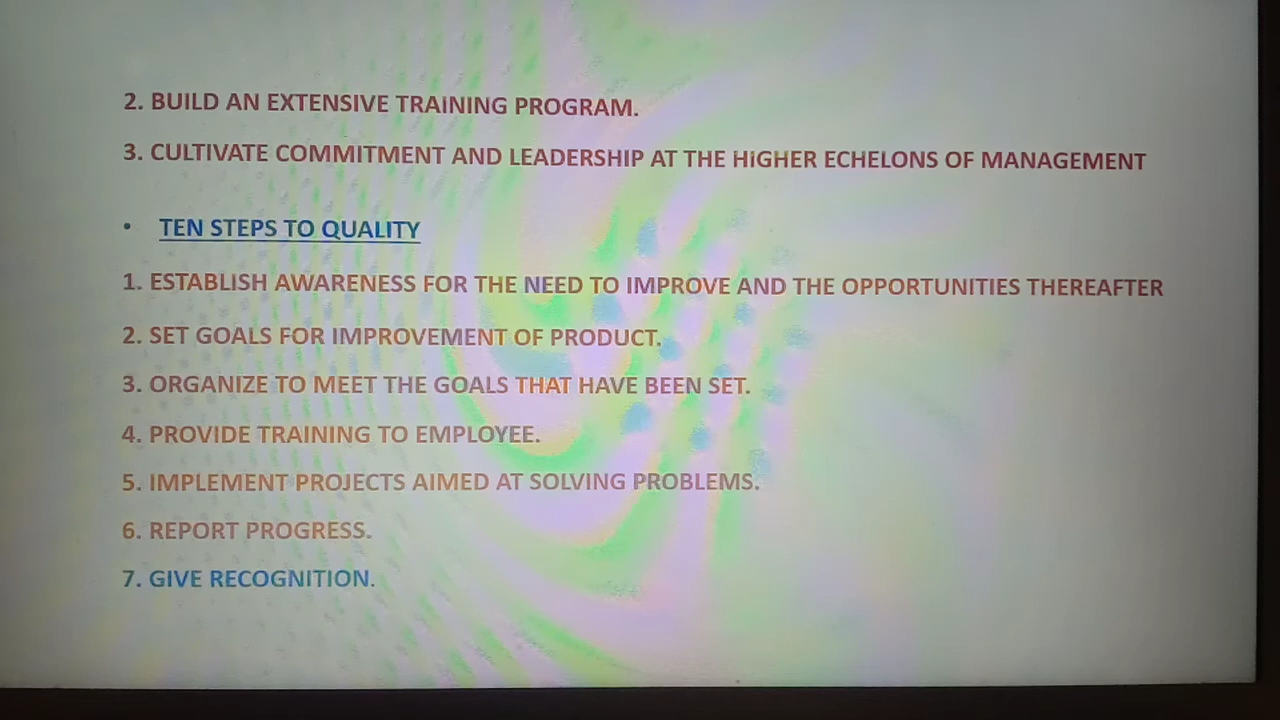 2. BUILD AN EXTENSIVE TRAINING PROGRAM.
3. CULTIVATE COMMITMENT AND LEADERSHIP AT THE HIGHER ECHELONS OF MANAGEMENT
• TEN STEPS TO QUALITY
1. ESTABLISH AWARENESS FOR THE NEED TO IMPROVE AND THE OPPORTUNITIES THEREAFTER
2. SET GOALS FOR IMPROVEMENT OF PRODUCT.
3. ORGANIZE TO MEET THE GOALS THAT HAVE BEEN SET.
4. PROVIDE TRAINING TO EMPLOYEE.
5. IMPLEMENT PROJECTS AIMED AT SOLVING PROBLEMS.
6. REPORT PROGRESS.
7. GIVE RECOGNITION.